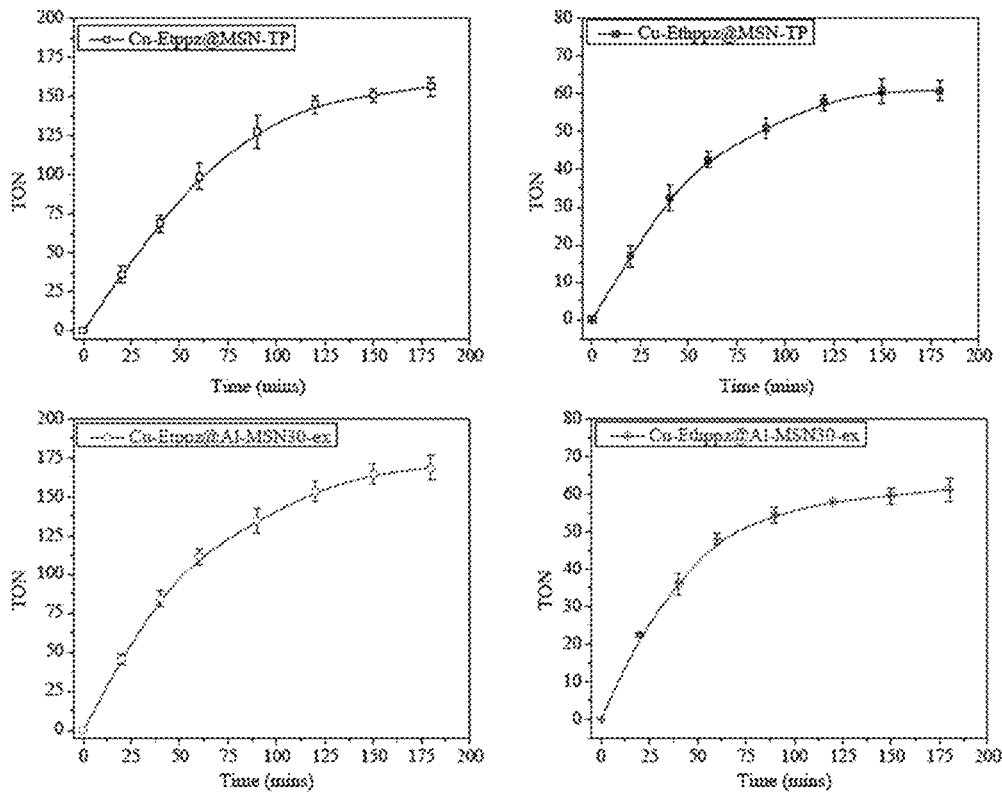 Cu-Etppz@MSN-TP
200
175
150
125
100
75
50
25
0
TON
0 25 50 75 100 125 150 175 200
Time (mins)
Cu-Ethppz@MSN-TP
80
70
60
50
40
30
20
10
0
TON
0 25 50 75 100 125 150 175 200
Time (mins)
Cu-Etppz@Al-MSN30-ex
200
175
150
125
100
75
50
25
0
TON
0 25 50 75 100 125 150 175 200
Time (mins)
Cu-Ethppz@Al-MSN30-ex
80
70
60
50
40
30
20
10
0
TON
0 25 50 75 100 125 150 175 200
Time (mins)